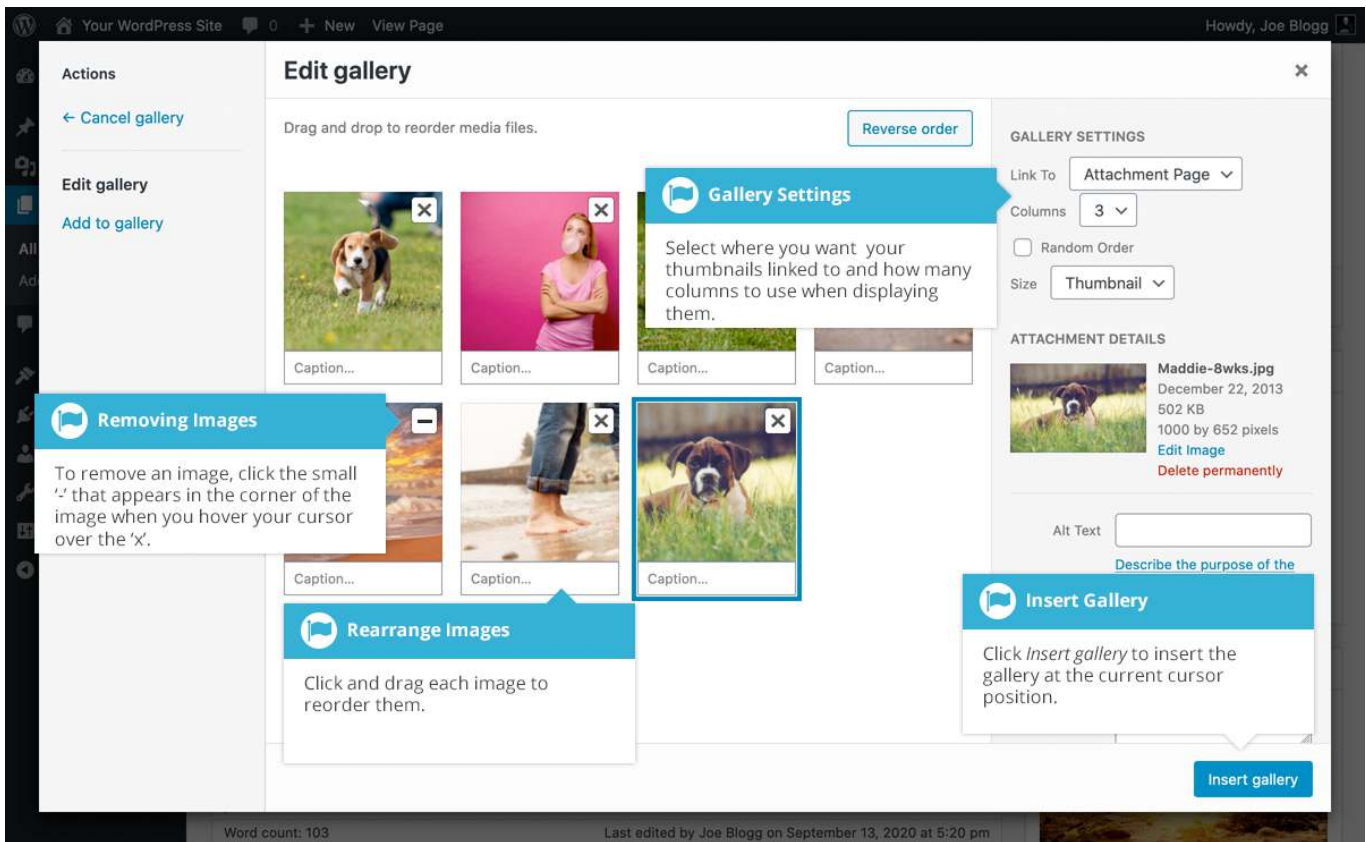 Your WordPress Site 0 + New View Page Howdy, Joe Blogg
Actions
← Cancel gallery
Edit gallery
Add to gallery
Edit gallery
Drag and drop to reorder media files.
Reverse order
Caption...
Caption...
Caption...
Caption...
Caption...
Caption...
Caption...
Gallery Settings
Select where you want your
thumbnails linked to and how many
columns to use when displaying
them.
Removing Images
To remove an image, click the small
‘-’ that appears in the corner of the
image when you hover your cursor
over the ‘x’.
Rearrange Images
Click and drag each image to
reorder them.
GALLERY SETTINGS
Link To Attachment Page
Columns 3
Random Order
Size Thumbnail
ATTACHMENT DETAILS
Maddie-8wks.jpg
December 22, 2013
502 KB
1000 by 652 pixels
Edit Image
Delete permanently
Alt Text
Describe the purpose of the
Insert Gallery
Click Insert gallery to insert the
gallery at the current cursor
position.
Insert gallery
All
Word count: 103 Last edited by Joe Blogg on September 13, 2020 at 5:20 pm